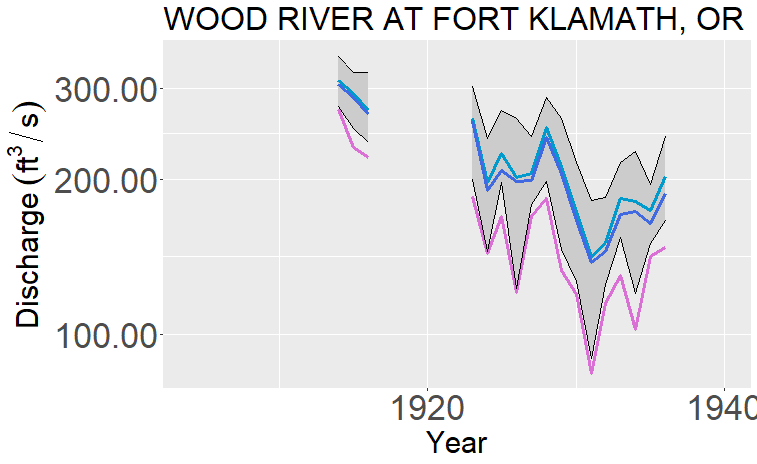 WOOD RIVER AT FORT KLAMATH, OR
Discharge (ft³/s)
300.00
200.00
100.00
1920
1940
Year